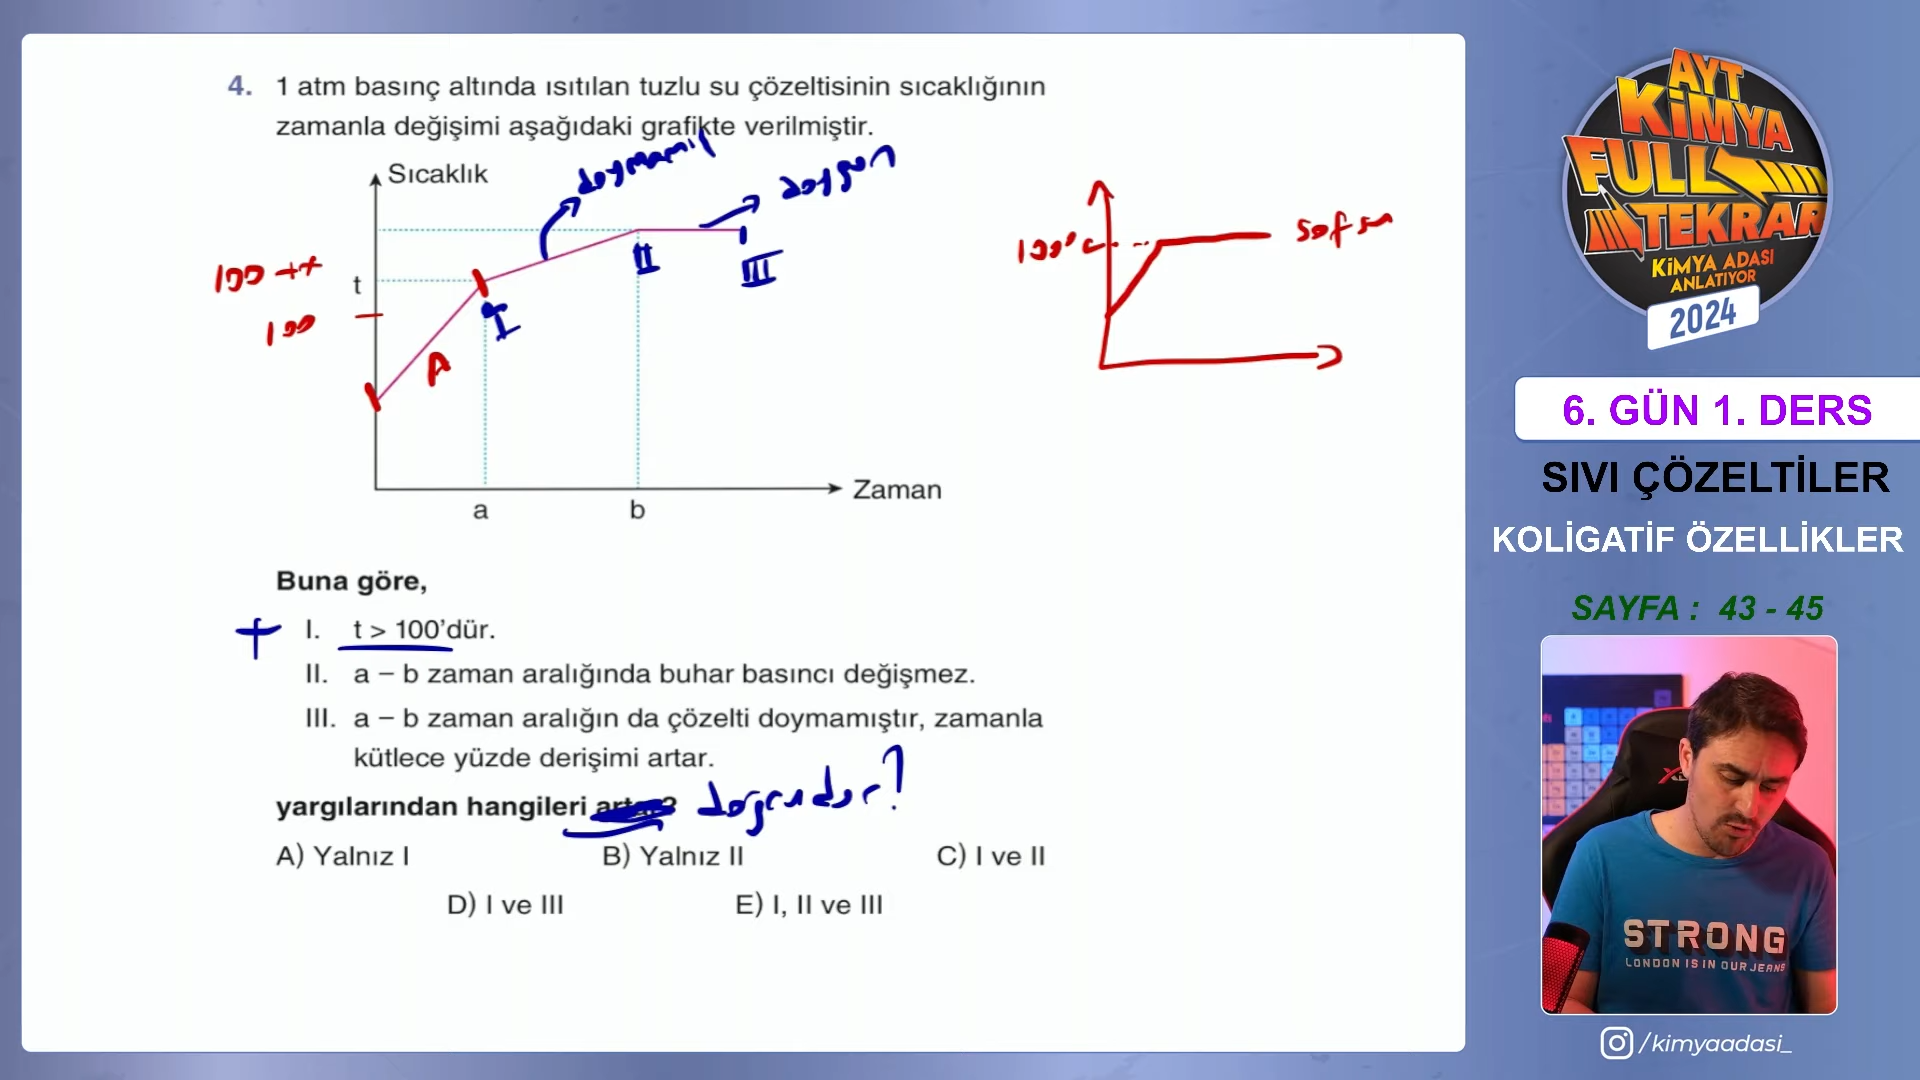 4. 1 atm basınç altında ısıtılan tuzlu su çözeltisinin sıcaklığının
zamanla değişimi aşağıdaki grafikte verilmiştir.
Sıcaklık
doymamış
doygun
100 ++
t
100
A
I
II
III
a
b
Zaman
100°C
saf su
Buna göre,
+ I. t > 100'dür.
II. a – b zaman aralığında buhar basıncı değişmez.
III. a – b zaman aralığın da çözelti doymamıştır, zamanla
kütlece yüzde derişimi artar.
yargılarından hangileri artar? doğrudur?
A) Yalnız I B) Yalnız II C) I ve II
D) I ve III E) I, II ve III
AYT
KİMYA
FULL
TEKRAR
KİMYA ADASI
ANLATIYOR
2024
6. GÜN 1. DERS
SIVI ÇÖZELTİLER
KOLİGATİF ÖZELLİKLER
SAYFA : 43 - 45
STRONG
LONDON IS IN OUR JEANS
/kimyaadasi_